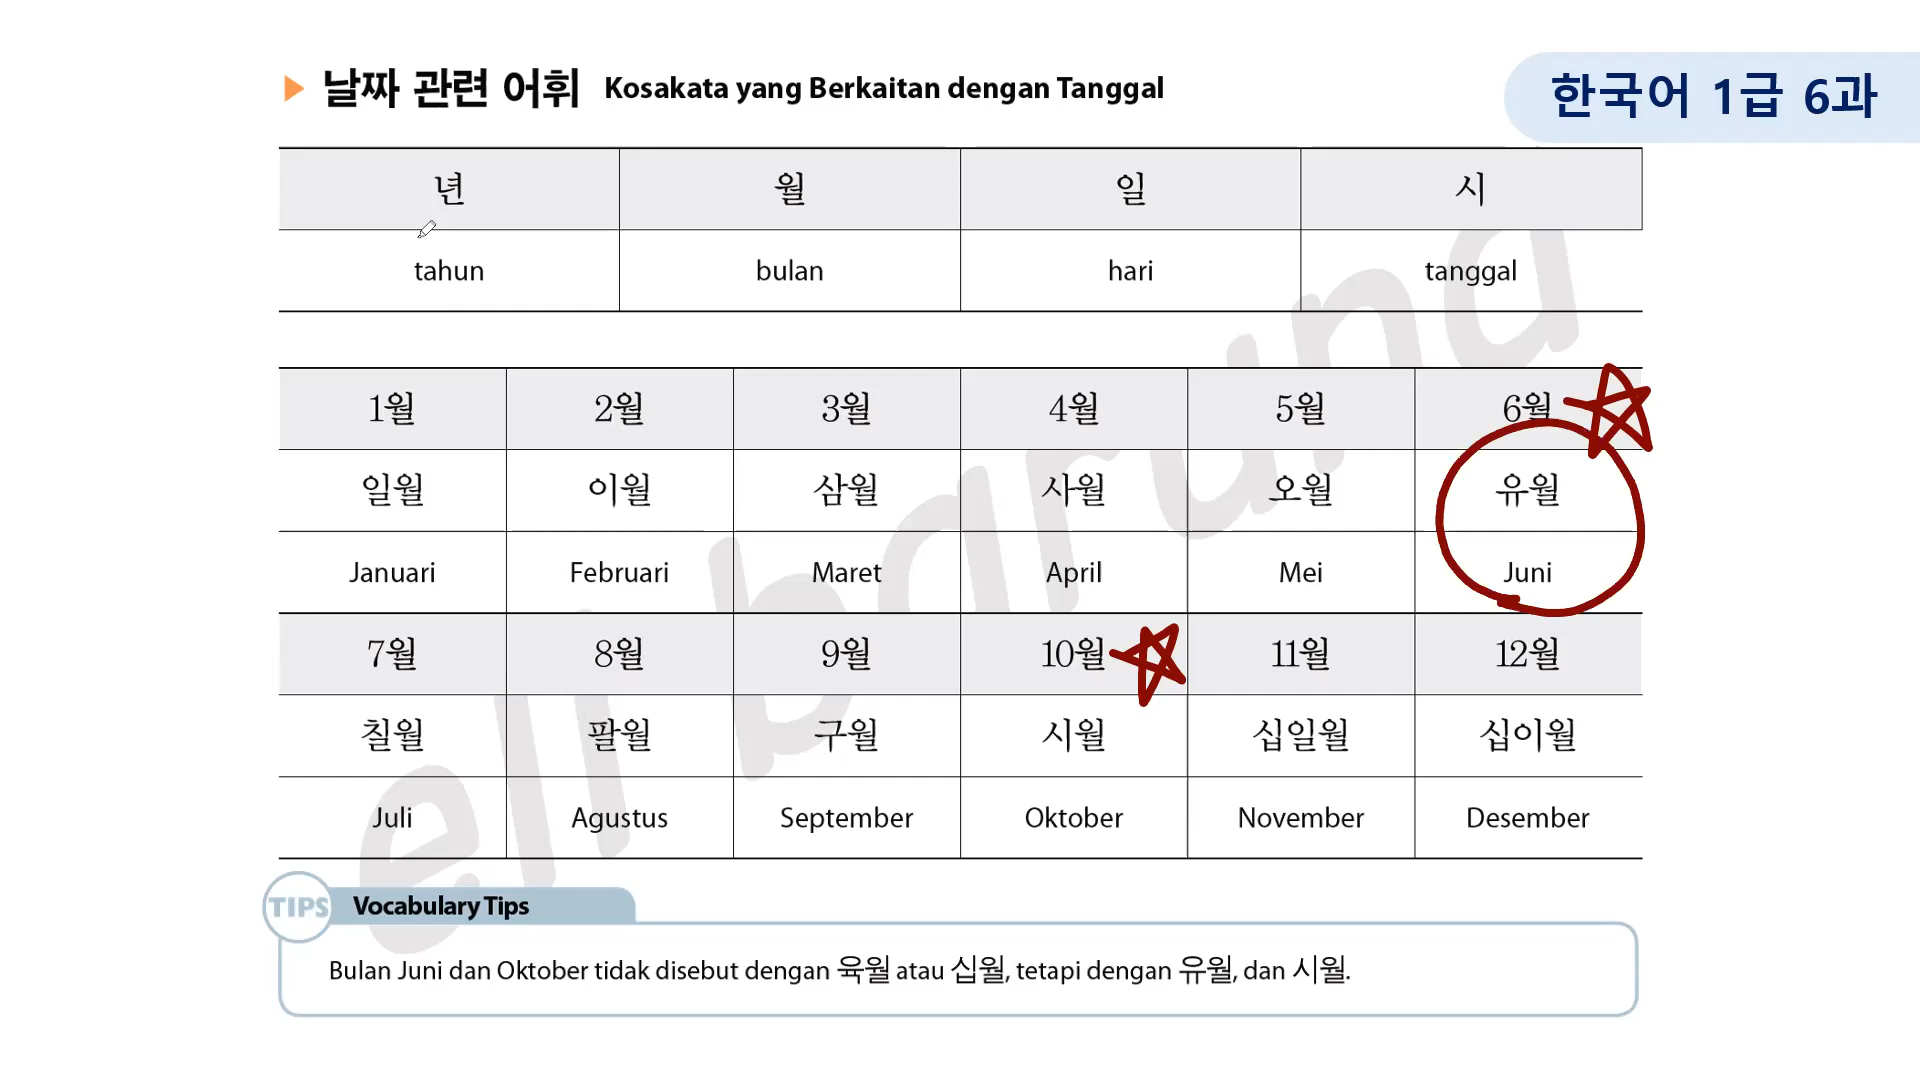 날짜 관련 어휘 Kosakata yang Berkaitan dengan Tanggal
한국어 1급 6과
년 월 일 시
tahun bulan hari tanggal
1월 2월 3월 4월 5월 6월
일월 이월 삼월 사월 오월 유월
Januari Februari Maret April Mei Juni
7월 8월 9월 10월 11월 12월
칠월 팔월 구월 시월 십일월 십이월
Juli Agustus September Oktober November Desember
eli baruna
TIPS Vocabulary Tips
Bulan Juni dan Oktober tidak disebut dengan 육월 atau 십월, tetapi dengan 유월, dan 시월.